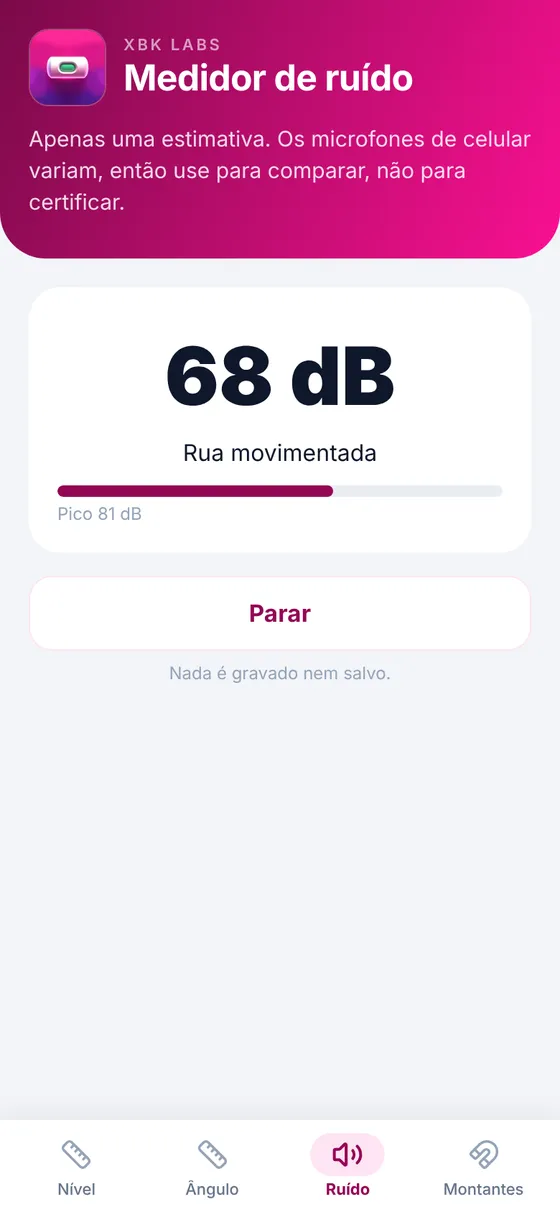 XBK LABS
Medidor de ruído
Apenas uma estimativa. Os microfones de celular
variam, então use para comparar, não para
certificar.
68 dB
Rua movimentada
Pico 81 dB
Parar
Nada é gravado nem salvo.
Nível
Ângulo
Ruído
Montantes